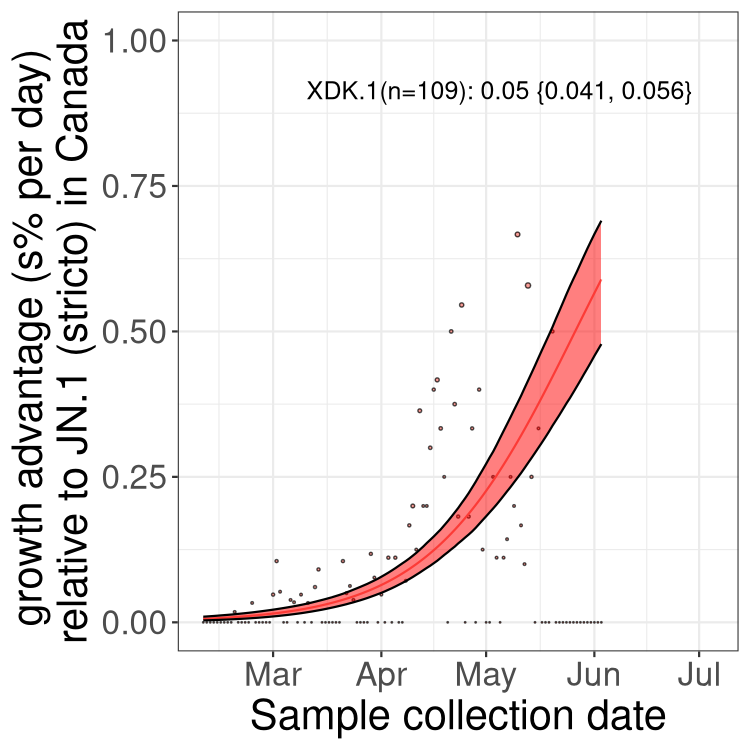 growth advantage (s% per day)
relative to JN.1 (stricto) in Canada
1.00
0.75
0.50
0.25
0.00
XDK.1(n=109): 0.05 {0.041, 0.056}
Mar Apr May Jun Jul
Sample collection date